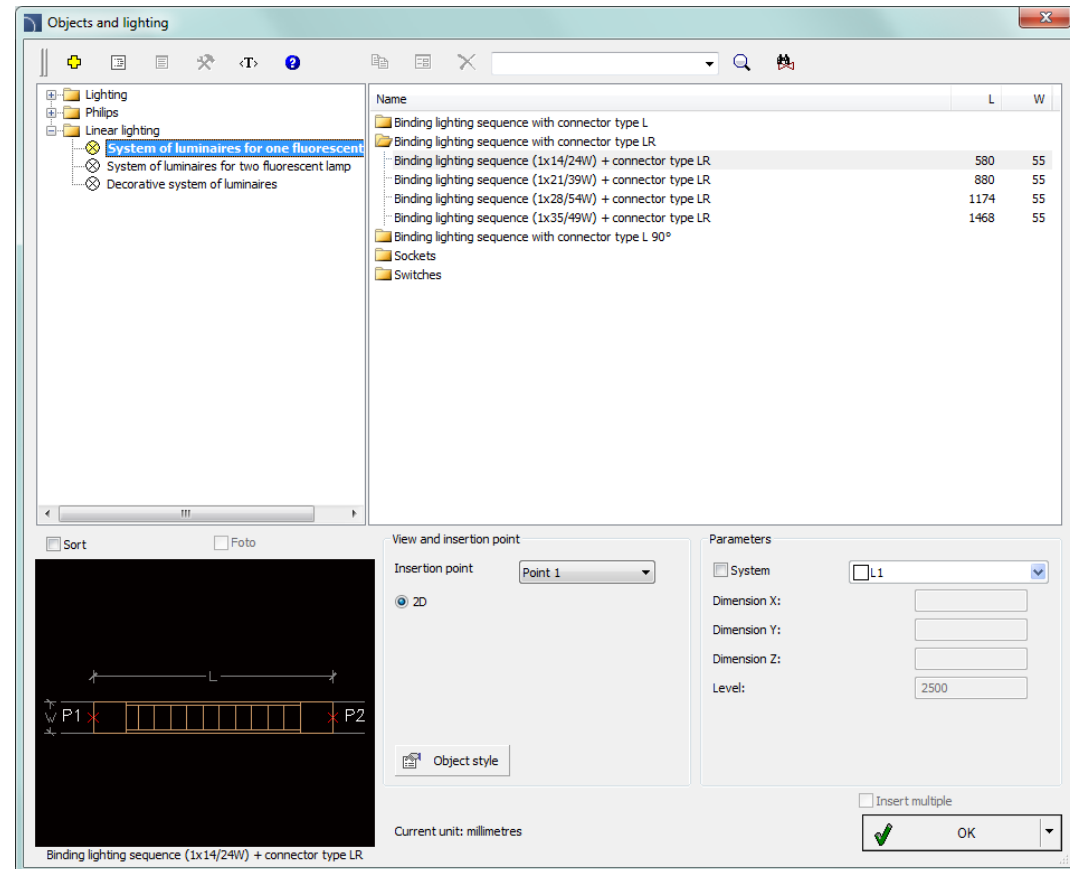 Objects and lighting
<T>
Lighting
Philips
Linear lighting
System of luminaires for one fluorescent
System of luminaires for two fluorescent lamp
Decorative system of luminaires
Name L W
Binding lighting sequence with connector type L
Binding lighting sequence with connector type LR
Binding lighting sequence (1x14/24W) + connector type LR 580 55
Binding lighting sequence (1x21/39W) + connector type LR 880 55
Binding lighting sequence (1x28/54W) + connector type LR 1174 55
Binding lighting sequence (1x35/49W) + connector type LR 1468 55
Binding lighting sequence with connector type L 90°
Sockets
Switches
Sort Foto
L
W P1 P2
Binding lighting sequence (1x14/24W) + connector type LR
View and insertion point
Insertion point Point 1
2D
Object style
Current unit: millimetres
Parameters
System L1
Dimension X:
Dimension Y:
Dimension Z:
Level: 2500
Insert multiple
OK